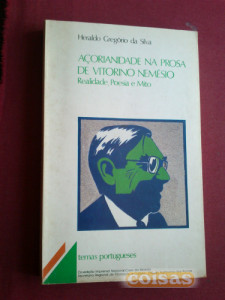 Heraldo Gregório da Silva
AÇORIANIDADE NA PROSA
DE VITORINO NEMÉSIO
Realidade Poesia e Mito
temas portugueses
coisas